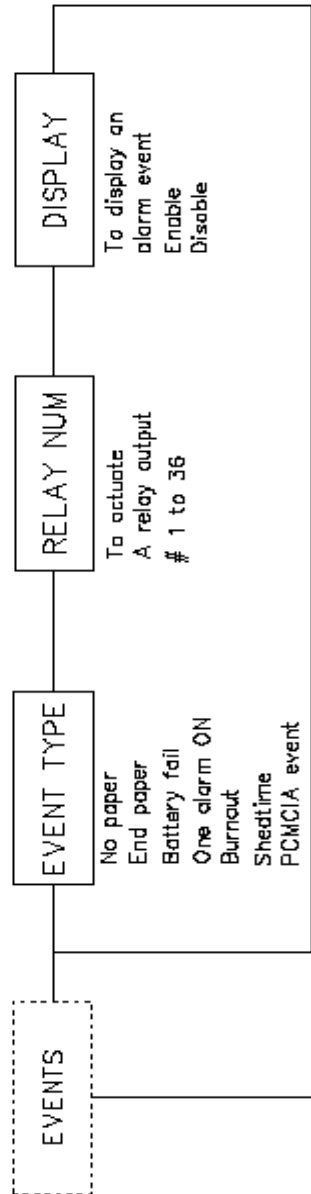 EVENTS
EVENT TYPE
No paper
End paper
Battery fail
One alarm ON
Burnout
Shedtime
PCMCIA event
RELAY NUM
To actuate
A relay output
# 1 to 36
DISPLAY
To display an
alarm event
Enable
Disable